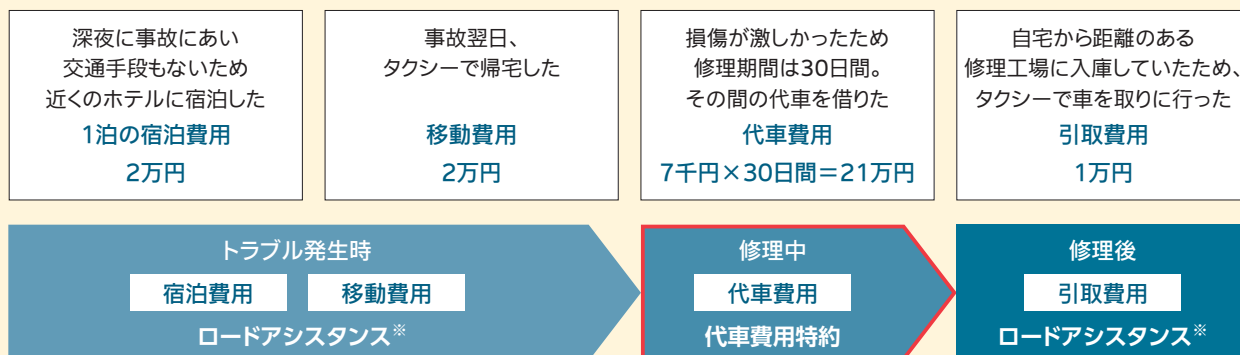 深夜に事故にあい
交通手段もないため
近くのホテルに宿泊した
1泊の宿泊費用
2万円
事故翌日、
タクシーで帰宅した
移動費用
2万円
損傷が激しかったため
修理期間は30日間。
その間の代車を借りた
代車費用
7千円×30日間＝21万円
自宅から距離のある
修理工場に入庫していたため、
タクシーで車を取りに行った
引取費用
1万円
トラブル発生時
宿泊費用
移動費用
ロードアシスタンス※
修理中
代車費用
代車費用特約
修理後
引取費用
ロードアシスタンス※